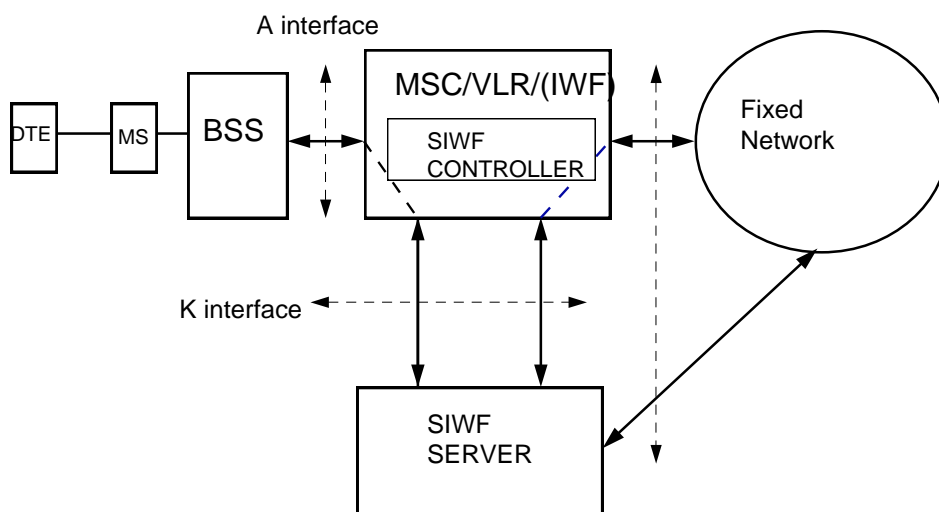 A interface
MSC/VLR/(IWF)
DTE
MS
BSS
SIWF
CONTROLLER
Fixed
Network
K interface
SIWF
SERVER